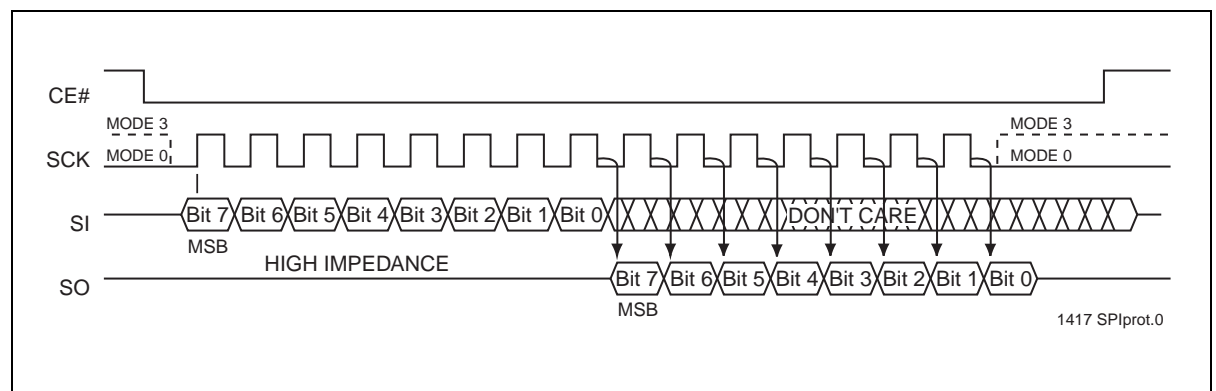 CE#
MODE 3 MODE 3
SCK MODE 0 MODE 0
SI Bit 7 Bit 6 Bit 5 Bit 4 Bit 3 Bit 2 Bit 1 Bit 0 DON'T CARE
MSB
HIGH IMPEDANCE
SO Bit 7 Bit 6 Bit 5 Bit 4 Bit 3 Bit 2 Bit 1 Bit 0
MSB
1417 SPIprot.0